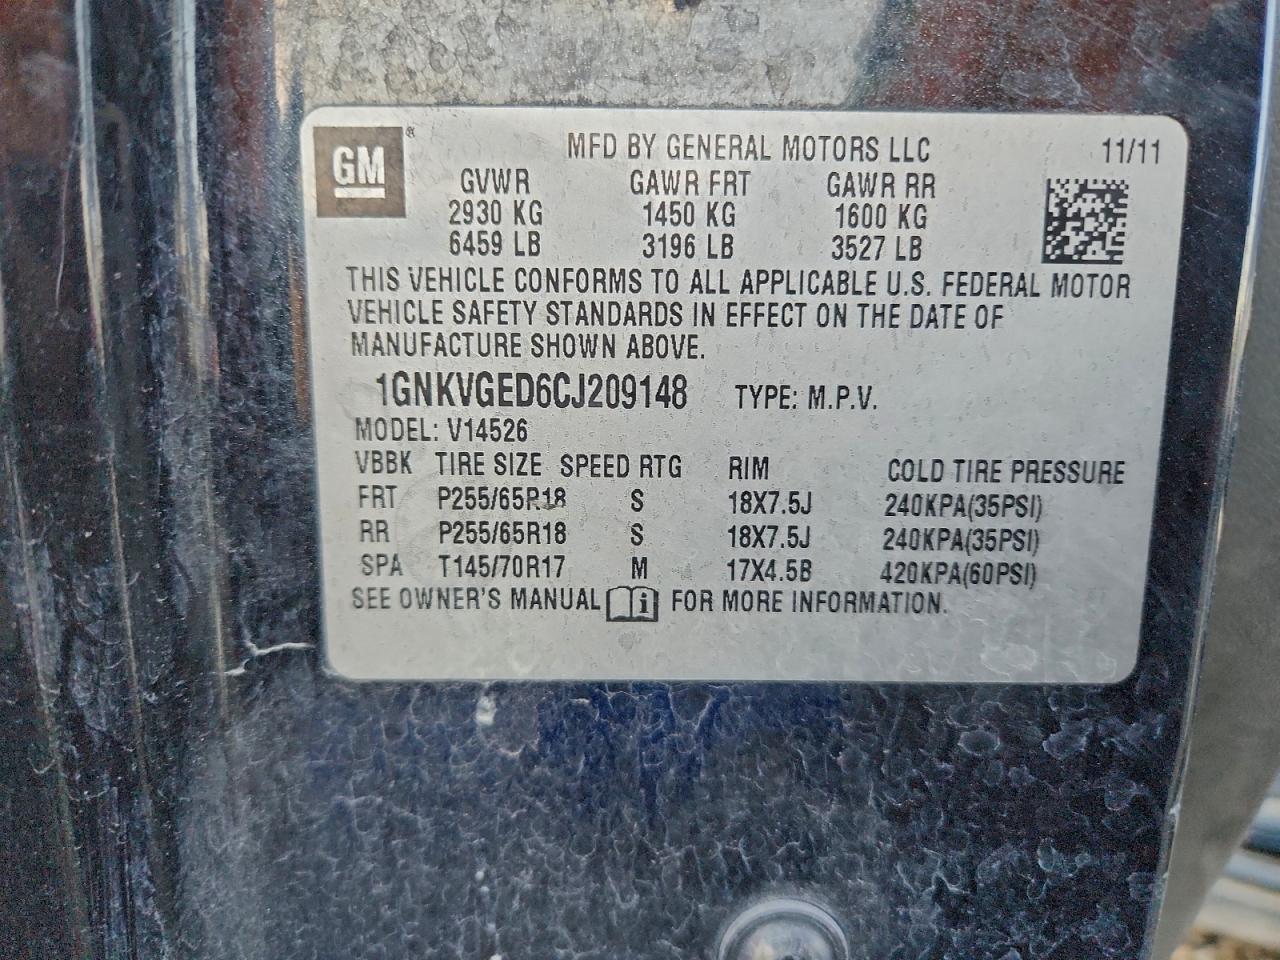 GM ®
MFD BY GENERAL MOTORS LLC 11/11
GVWR GAWR FRT GAWR RR
2930 KG 1450 KG 1600 KG
6459 LB 3196 LB 3527 LB
THIS VEHICLE CONFORMS TO ALL APPLICABLE U.S. FEDERAL MOTOR
VEHICLE SAFETY STANDARDS IN EFFECT ON THE DATE OF
MANUFACTURE SHOWN ABOVE.
1GNKVGED6CJ209148 TYPE: M.P.V.
MODEL: V14526
VBBK TIRE SIZE SPEED RTG RIM COLD TIRE PRESSURE
FRT P255/65R18 S 18X7.5J 240KPA(35PSI)
RR P255/65R18 S 18X7.5J 240KPA(35PSI)
SPA T145/70R17 M 17X4.5B 420KPA(60PSI)
SEE OWNER'S MANUAL i FOR MORE INFORMATION.